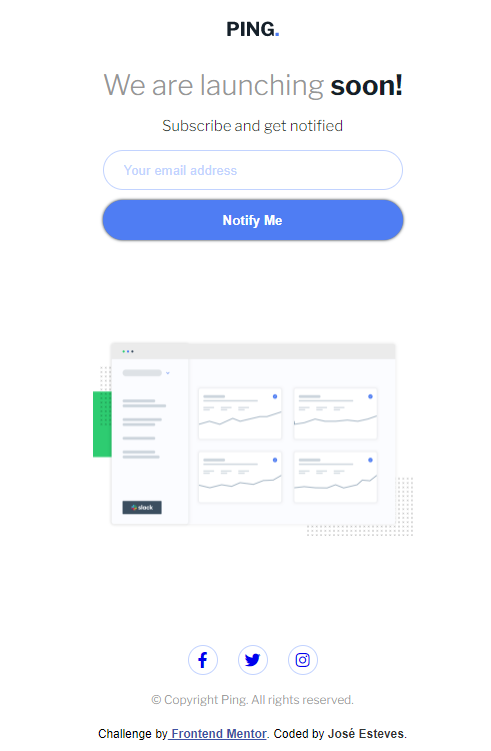 PING.
We are launching soon!
Subscribe and get notified
Your email address
Notify Me
slack
© Copyright Ping. All rights reserved.
Challenge by Frontend Mentor. Coded by José Esteves.